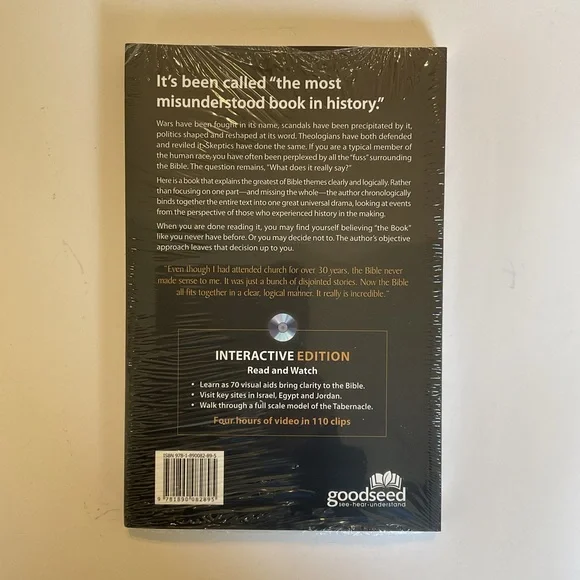 It's been called "the most
misunderstood book in history."
Wars have been fought in its name, scandals have been precipitated by it,
politics shaped and reshaped at its word. Theologians have both defended
and reviled it. Skeptics have done the same. If you are a typical member of
the human race, you have often been perplexed by all the "fuss" surrounding
the Bible. The question remains, "What does it really say?"
Here is a book that explains the greatest of Bible themes clearly and logically. Rather
than focusing on one part—and missing the whole—the author chronologically
binds together the entire text into one great universal drama, looking at events
from the perspective of those who experienced history in the making.
When you are done reading it, you may find yourself believing "the Book"
like you never have before. Or you may decide not to. The author's objective
approach leaves that decision up to you.
"Even though I had attended church for over 30 years, the Bible never
made sense to me. It was just a bunch of disjointed stories. Now the Bible
all fits together in a clear, logical manner. It really is incredible."
INTERACTIVE EDITION
Read and Watch
• Learn as 70 visual aids bring clarity to the Bible.
• Visit key sites in Israel, Egypt and Jordan.
• Walk through a full scale model of the Tabernacle.
Four hours of video in 110 clips
ISBN 978-1-890082-89-5
9 781890 082895
goodseed
see·hear·understand